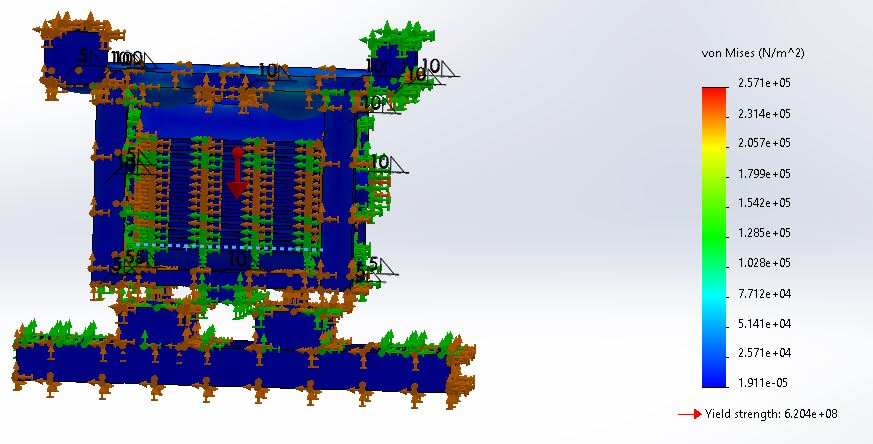 von Mises (N/m^2)
2.571e+05
2.314e+05
2.057e+05
1.799e+05
1.542e+05
1.285e+05
1.028e+05
7.712e+04
5.141e+04
2.571e+04
1.911e-05
Yield strength: 6.204e+08
5
10
10
10
10
10
10
10
5